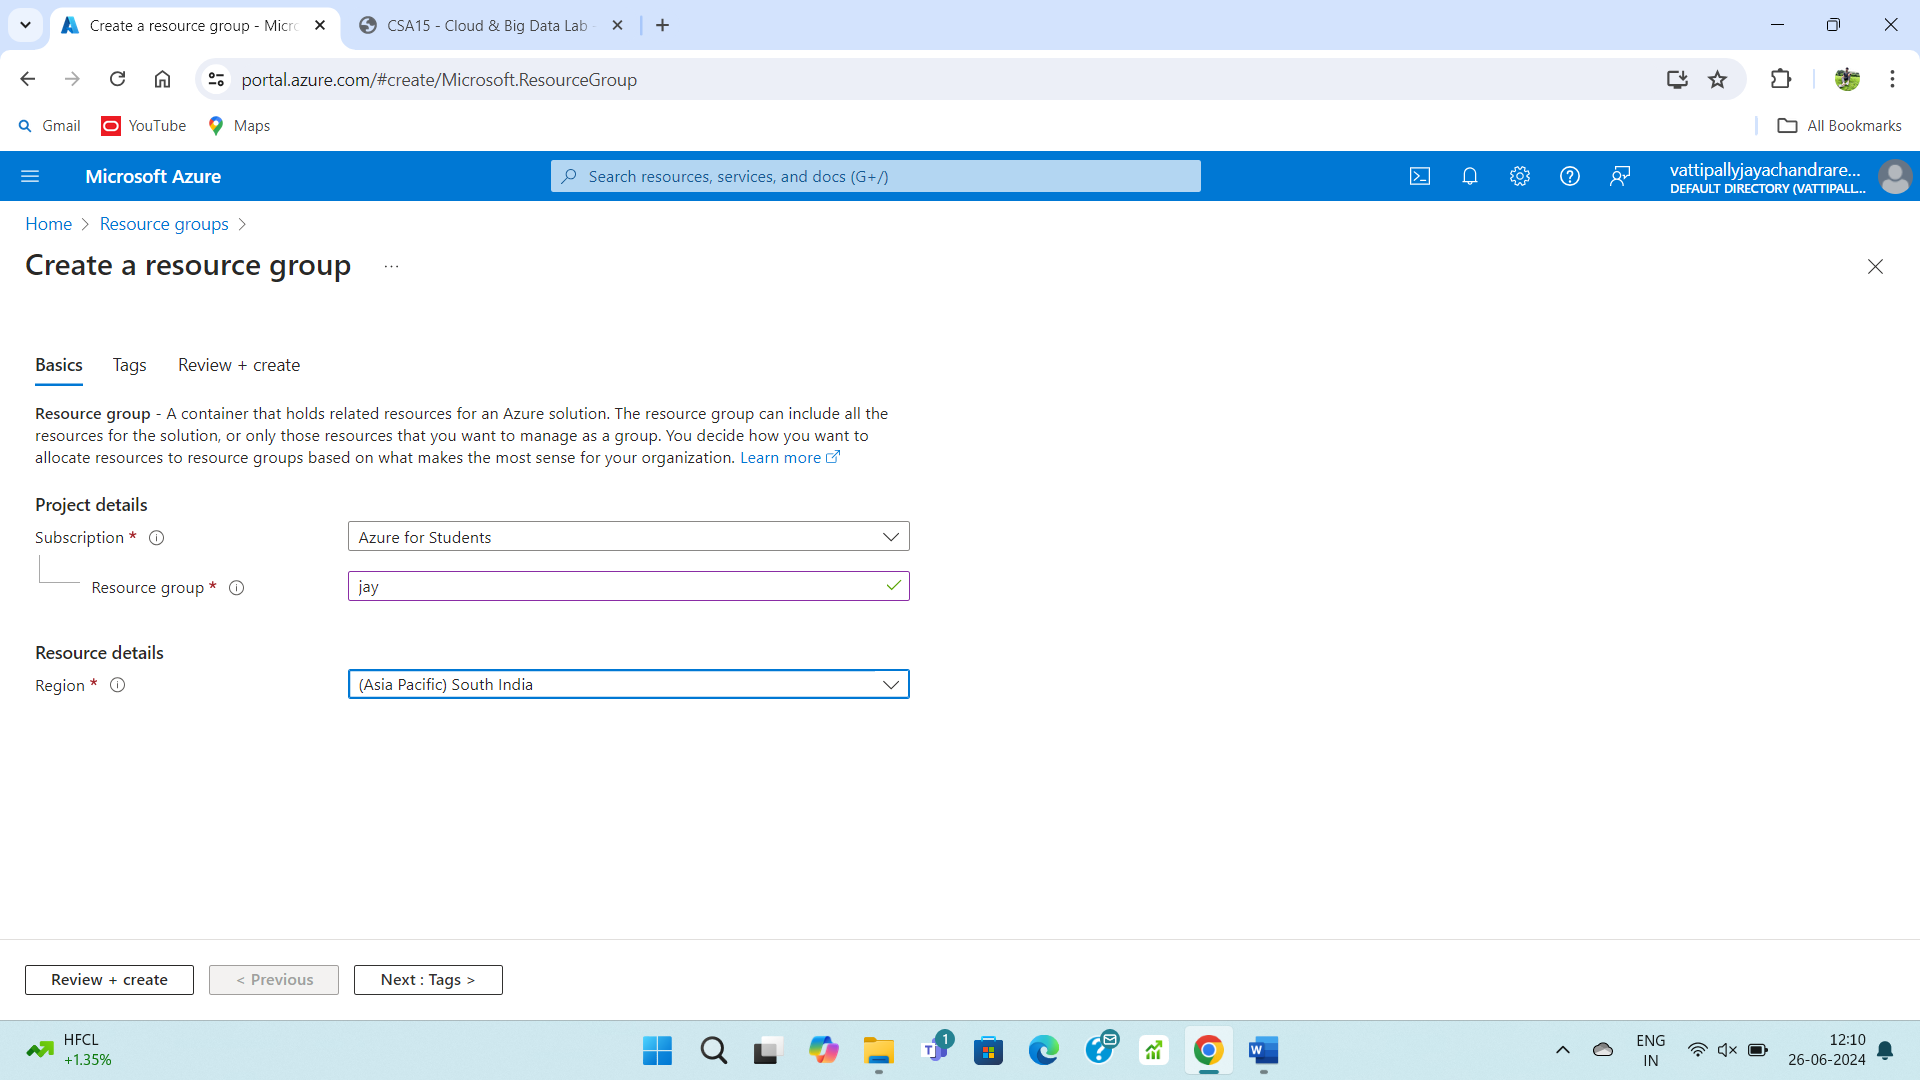 Create a resource group - Micr
CSA15 - Cloud & Big Data Lab -
portal.azure.com/#create/Microsoft.ResourceGroup
Gmail
YouTube
Maps
All Bookmarks
Microsoft Azure
Search resources, services, and docs (G+/)
vattipallyjayachandrare...
DEFAULT DIRECTORY (VATTIPALL...
Home > Resource groups >
Create a resource group ...
Basics
Tags
Review + create
Resource group - A container that holds related resources for an Azure solution. The resource group can include all the
resources for the solution, or only those resources that you want to manage as a group. You decide how you want to
allocate resources to resource groups based on what makes the most sense for your organization. Learn more
Project details
Subscription *
Azure for Students
Resource group *
jay
Resource details
Region *
(Asia Pacific) South India
Review + create
< Previous
Next : Tags >
HFCL
+1.35%
1
ENG
IN
12:10
26-06-2024